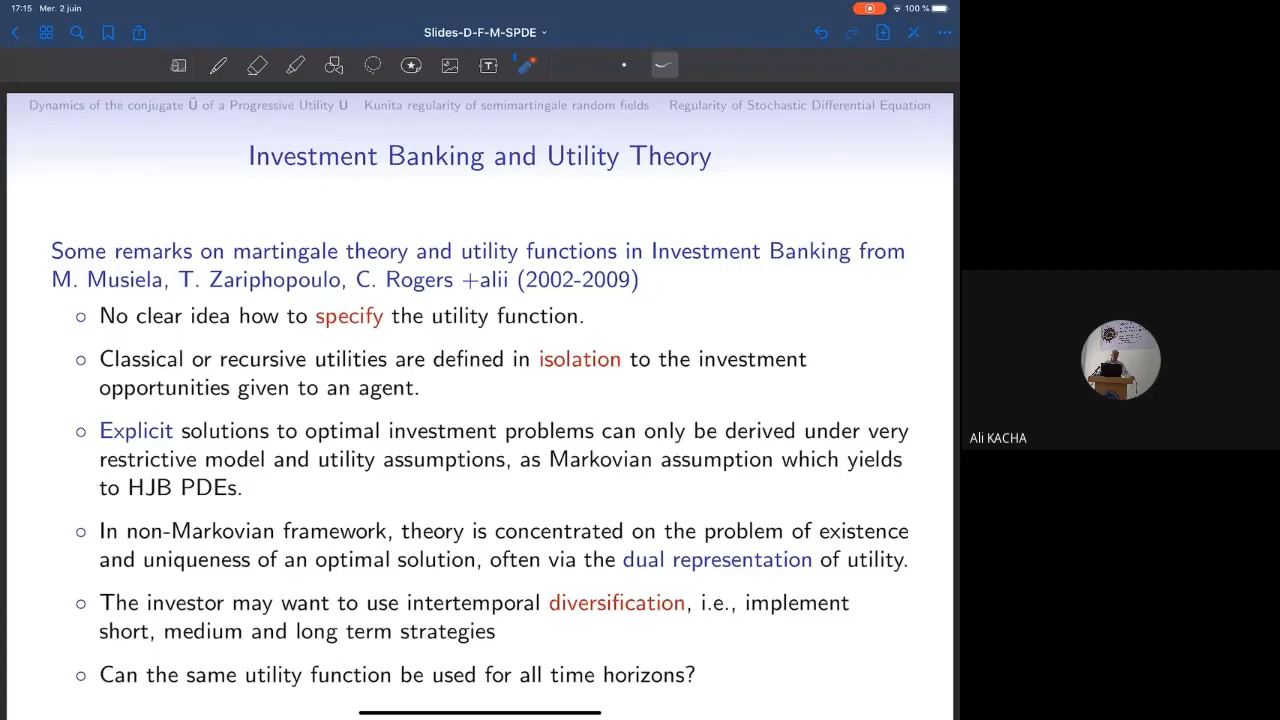 17:15 Mer. 2 juin
100 %
Slides-D-F-M-SPDE
Dynamics of the conjugate Ũ of a Progressive Utility U Kunita regularity of semimartingale random fields Regularity of Stochastic Differential Equation
Investment Banking and Utility Theory
Some remarks on martingale theory and utility functions in Investment Banking from
M. Musiela, T. Zariphopoulo, C. Rogers +alii (2002-2009)
No clear idea how to specify the utility function.
Classical or recursive utilities are defined in isolation to the investment
opportunities given to an agent.
Explicit solutions to optimal investment problems can only be derived under very
restrictive model and utility assumptions, as Markovian assumption which yields
to HJB PDEs.
In non-Markovian framework, theory is concentrated on the problem of existence
and uniqueness of an optimal solution, often via the dual representation of utility.
The investor may want to use intertemporal diversification, i.e., implement
short, medium and long term strategies
Can the same utility function be used for all time horizons?
Ali KACHA